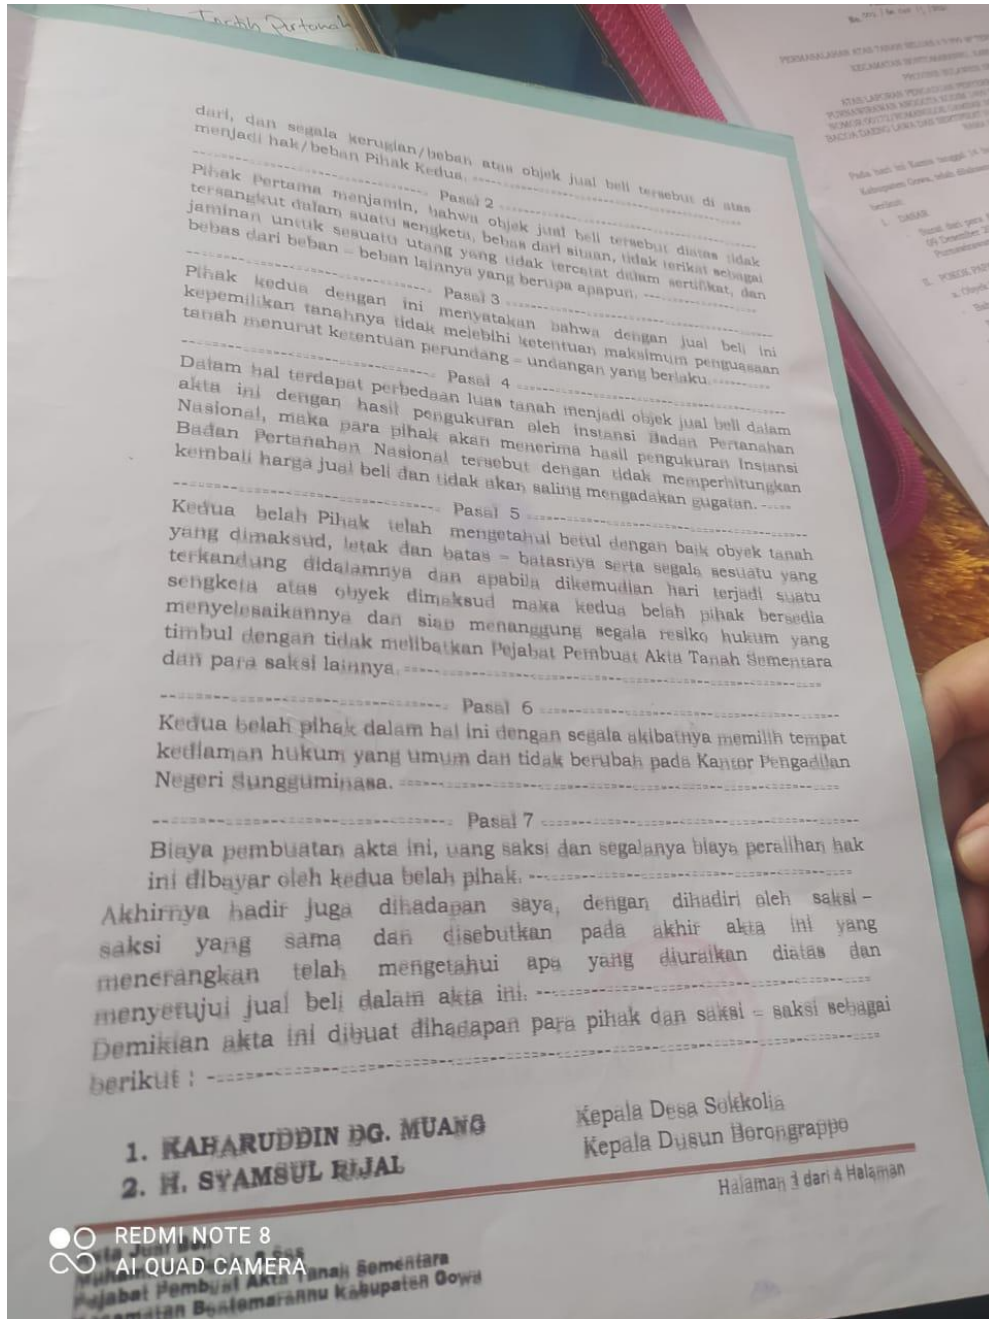 Tanah
dari, dan segala kerugian/beban atas objek jual beli tersebut di atas
menjadi hak/beban Pihak Kedua.
Pasal 2
Pihak Pertama menjamin, bahwa objek jual beli tersebut diatas tidak
tersangkut dalam suatu sengketa, bebas dari sitaan, tidak terikat sebagai
jaminan untuk sesuatu utang yang tidak tercatat dalam sertifikat, dan
bebas dari beban - beban lainnya yang berupa apapun.
Pasal 3
Pihak kedua dengan ini menyatakan bahwa dengan jual beli ini
kepemilikan tanahnya tidak melebihi ketentuan maksimum penguasaan
tanah menurut ketentuan perundang - undangan yang berlaku.
Pasal 4
Dalam hal terdapat perbedaan luas tanah menjadi objek jual beli dalam
akta ini dengan hasil pengukuran oleh instansi Badan Pertanahan
Nasional, maka para pihak akan menerima hasil pengukuran Instansi
Badan Pertanahan Nasional tersebut dengan tidak memperhitungkan
kembali harga jual beli dan tidak akan saling mengadakan gugatan.
Pasal 5
Kedua belah Pihak telah mengetahui betul dengan baik obyek tanah
yang dimaksud, letak dan batas - batasnya serta segala sesuatu yang
terkandung didalamnya dan apabila dikemudian hari terjadi suatu
sengketa atas obyek dimaksud maka kedua belah pihak bersedia
menyelesaikannya dan siap menanggung segala resiko hukum yang
timbul dengan tidak melibatkan Pejabat Pembuat Akta Tanah Sementara
dan para saksi lainnya.
Pasal 6
Kedua belah pihak dalam hal ini dengan segala akibatnya memilih tempat
kediaman hukum yang umum dan tidak berubah pada Kantor Pengadilan
Negeri Sungguminasa.
Pasal 7
Biaya pembuatan akta ini, uang saksi dan segalanya biaya peralihan hak
ini dibayar oleh kedua belah pihak.
Akhirnya hadir juga dihadapan saya, dengan dihadiri oleh saksi -
saksi yang sama dan disebutkan pada akhir akta ini yang
menerangkan telah mengetahui apa yang diuraikan diatas dan
menyetujui jual beli dalam akta ini.
Demikian akta ini dibuat dihadapan para pihak dan saksi - saksi sebagai
berikut :
1. KAHARUDDIN DG. MUANG Kepala Desa Sokkolia
2. H. SYAMSUL RIJAL Kepala Dusun Borongrappo
Halaman 3 dari 4 Halaman
Akta Jual Beli
Pejabat Pembuat Akta Tanah Sementara
Kecamatan Bontomarannu Kabupaten Gowa
REDMI NOTE 8
AI QUAD CAMERA